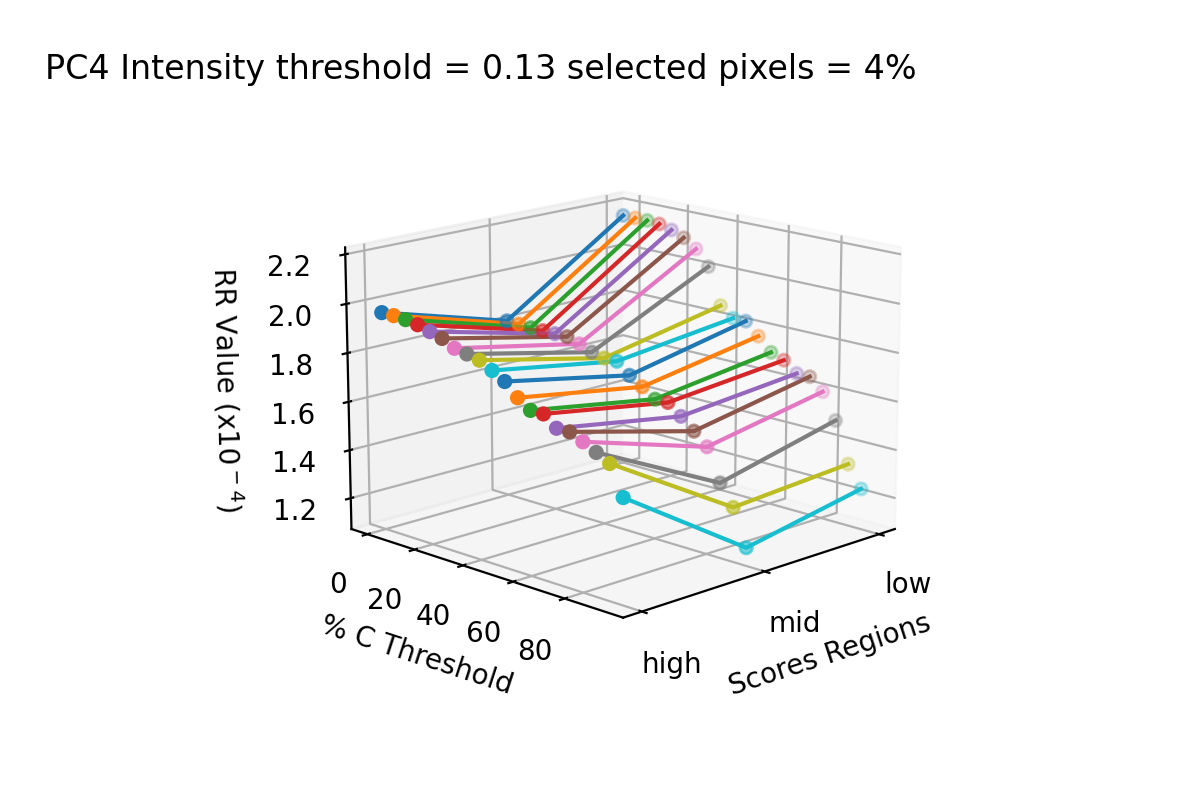 PC4 Intensity threshold = 0.13 selected pixels = 4%
RR Value (x10⁻⁴)
2.2
2.0
1.8
1.6
1.4
1.2
0
20
40
60
80
% C Threshold
high
mid
low
Scores Regions